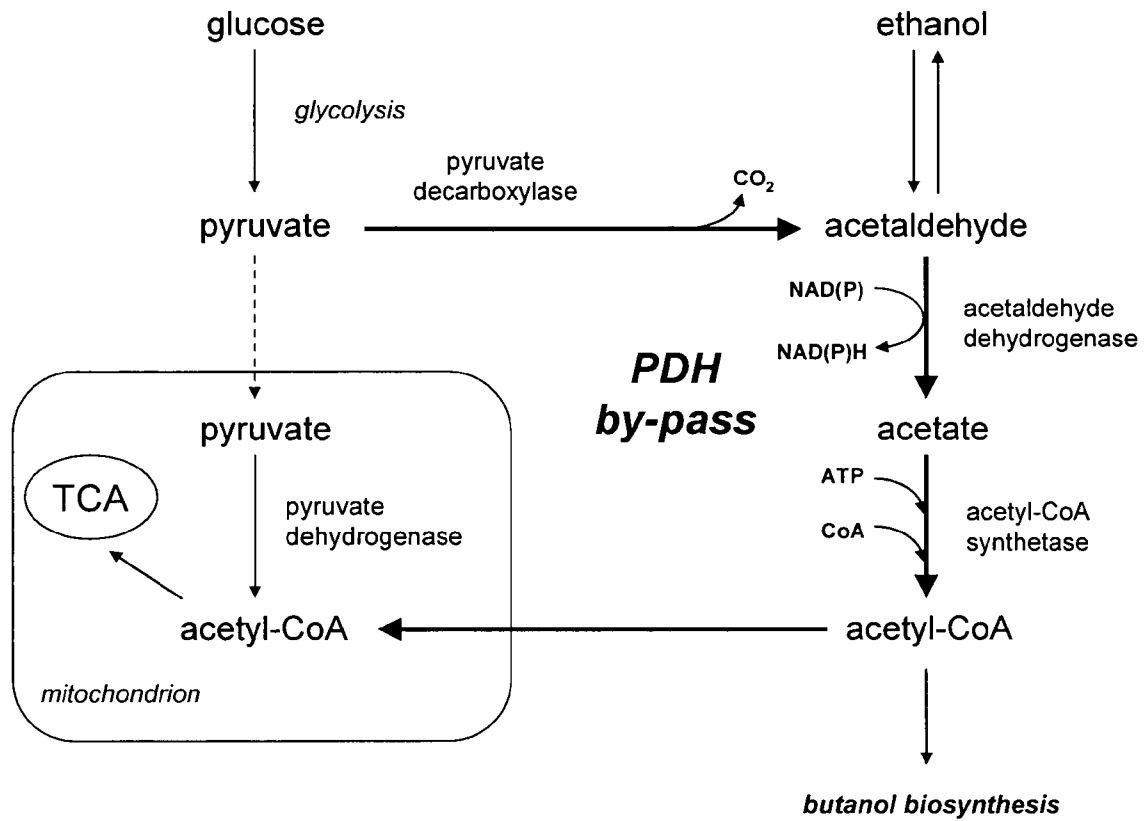 glucose
ethanol
glycolysis
pyruvate
decarboxylase
CO₂
pyruvate
acetaldehyde
NAD(P)
acetaldehyde
dehydrogenase
NAD(P)H
PDH
by-pass
pyruvate
acetate
TCA
ATP
pyruvate
dehydrogenase
CoA
acetyl-CoA
synthetase
acetyl-CoA
acetyl-CoA
mitochondrion
butanol biosynthesis